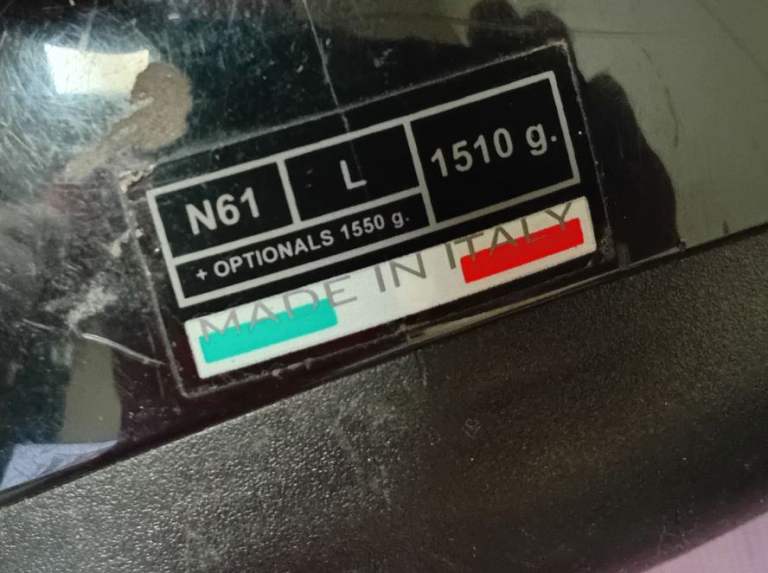 N61 L 1510 g.
+ OPTIONALS 1550 g.
MADE IN ITALY